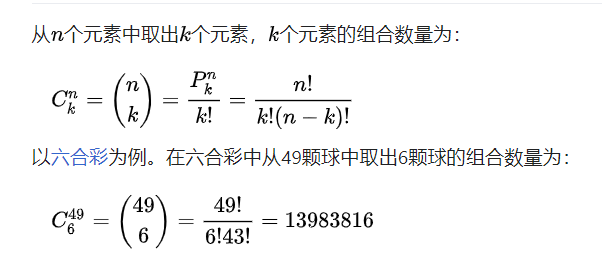 从n个元素中取出k个元素，k个元素的组合数量为：
$C_k^n = \binom{n}{k} = \frac{P_k^n}{k!} = \frac{n!}{k!(n-k)!}$
以六合彩为例。在六合彩中从49颗球中取出6颗球的组合数量为：
$C_6^{49} = \binom{49}{6} = \frac{49!}{6!43!} = 13983816$